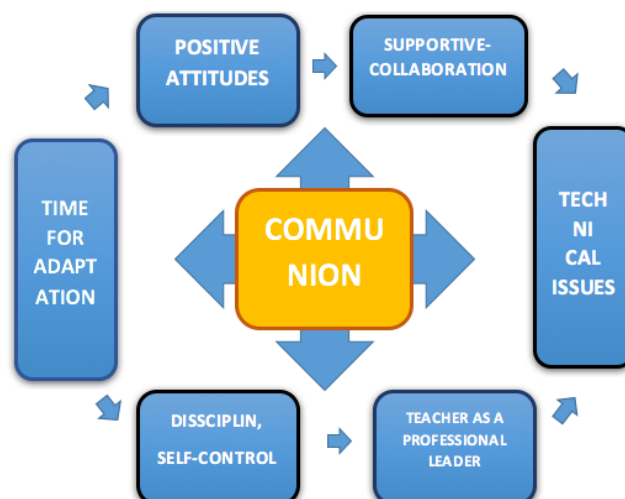 POSITIVE
ATTITUDES
SUPPORTIVE-
COLLABORATION
TIME
FOR
ADAPT
ATION
COMMU
NION
TECH
NI
CAL
ISSUES
DISSCIPLIN,
SELF-CONTROL
TEACHER AS A
PROFESSIONAL
LEADER